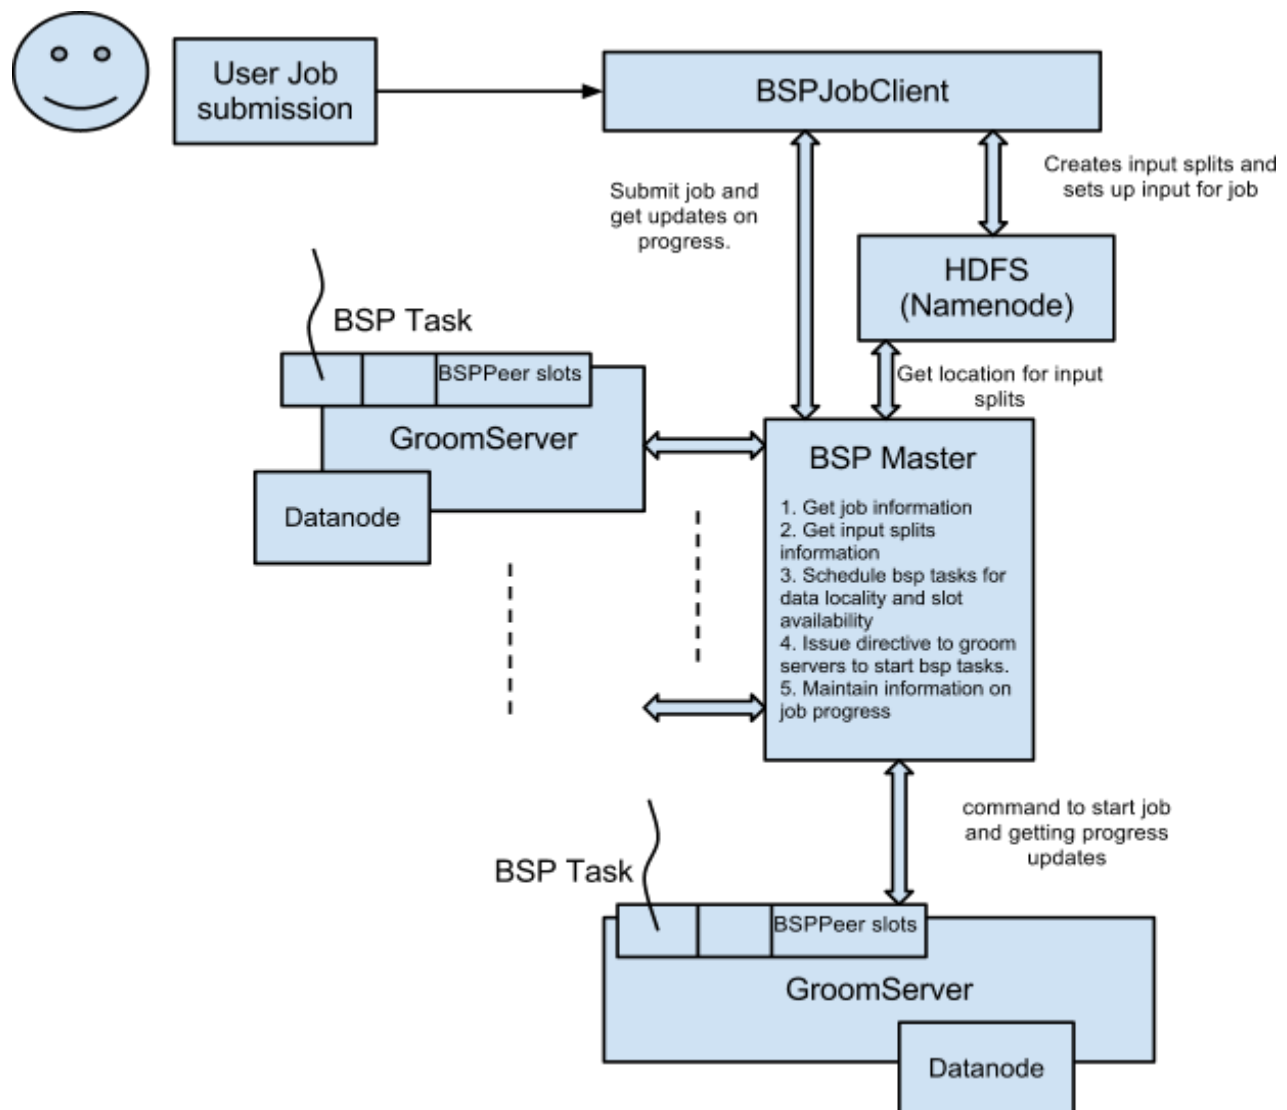 User Job
submission
BSPJobClient
Creates input splits and
sets up input for job
Submit job and
get updates on
progress.
HDFS
(Namenode)
BSP Task
BSPPeer slots
Get location for input
splits
GroomServer
Datanode
BSP Master
1. Get job information
2. Get input splits
information
3. Schedule bsp tasks for
data locality and slot
availability
4. Issue directive to groom
servers to start bsp tasks.
5. Maintain information on
job progress
command to start job
and getting progress
updates
BSP Task
BSPPeer slots
GroomServer
Datanode